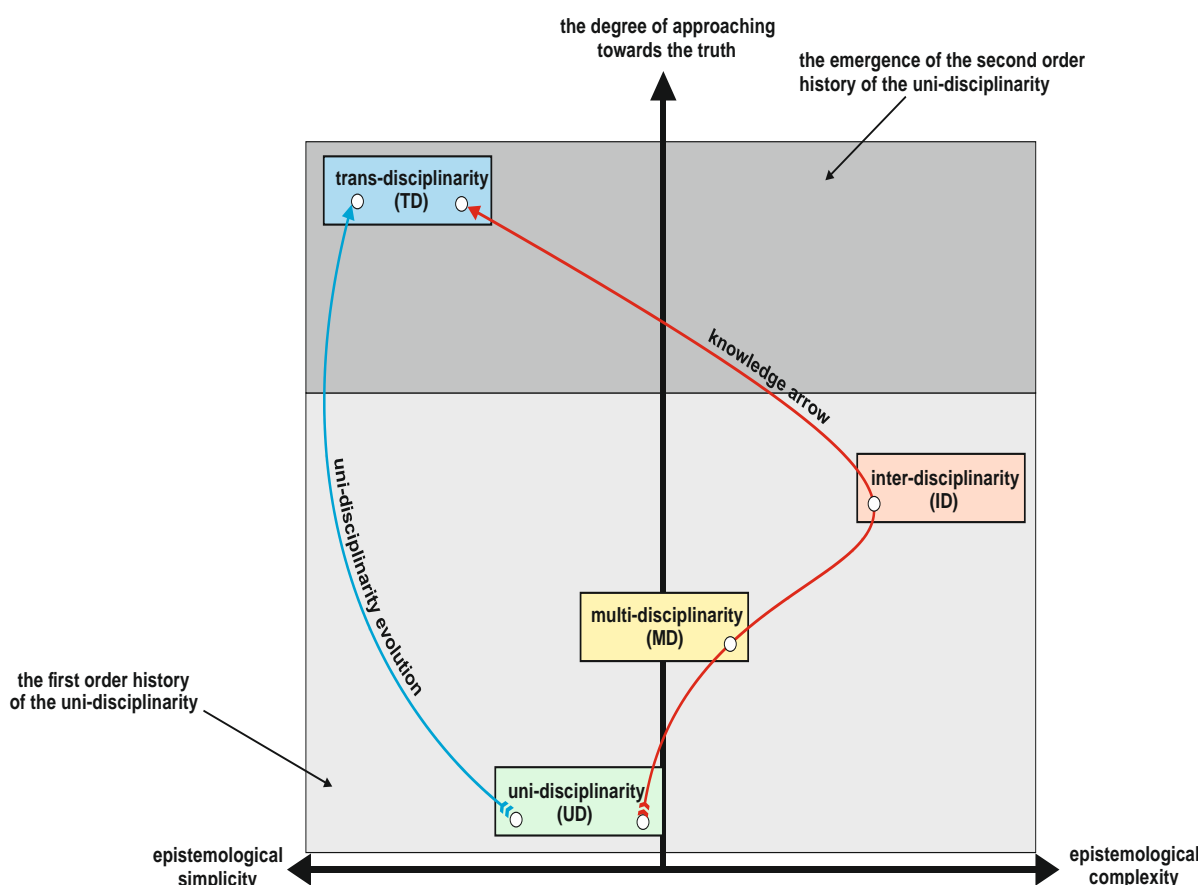 the degree of approaching
towards the truth
the emergence of the second order
history of the uni-disciplinarity
trans-disciplinarity
(TD)
knowledge arrow
inter-disciplinarity
(ID)
uni-disciplinarity evolution
multi-disciplinarity
(MD)
the first order history
of the uni-disciplinarity
uni-disciplinarity
(UD)
epistemological
simplicity
epistemological
complexity